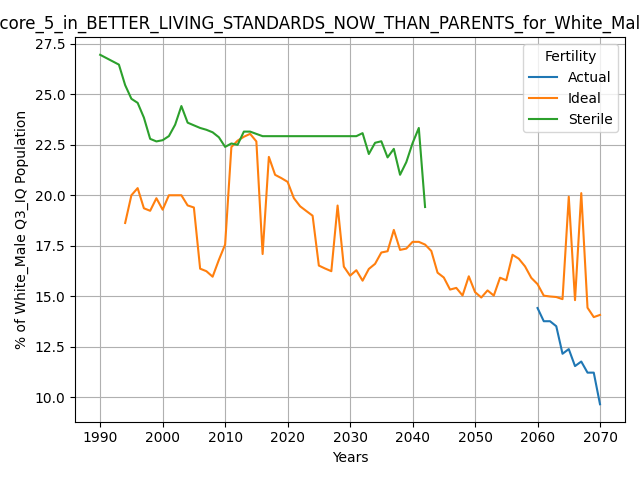 core_5_in_BETTER_LIVING_STANDARDS_NOW_THAN_PARENTS_for_White_Mal
27.5
25.0
22.5
20.0
17.5
15.0
12.5
10.0
% of White_Male Q3_IQ Population
Fertility
Actual
Ideal
Sterile
1990 2000 2010 2020 2030 2040 2050 2060 2070
Years